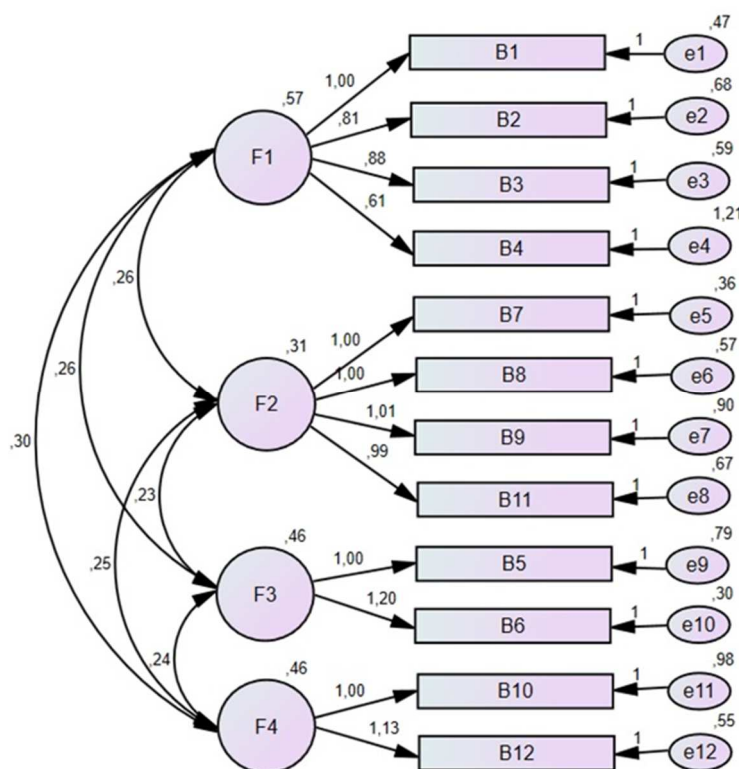 ,47
B1
1
e1
1,00
,57
,68
,81
B2
1
e2
F1
,59
,88
B3
1
e3
,61
1,21
B4
1
e4
,26
,36
B7
1
e5
1,00
,31
,57
1,00
B8
1
e6
,26
F2
,90
1,01
B9
1
e7
,30
,99
,67
B11
1
e8
,23
,79
,46
1,00
B5
1
e9
,25
F3
,30
1,20
B6
1
e10
,24
,98
,46
1,00
B10
1
e11
F4
,55
1,13
B12
1
e12